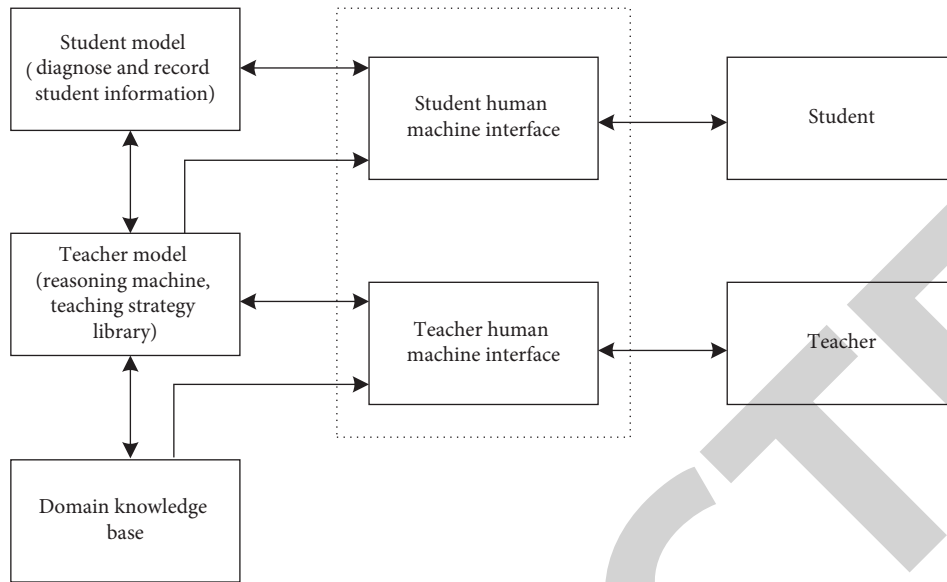 Student model
( diagnose and record
student information)
Student human
machine interface
Student
Teacher model
(reasoning machine,
teaching strategy
library)
Teacher human
machine interface
Teacher
Domain knowledge
base